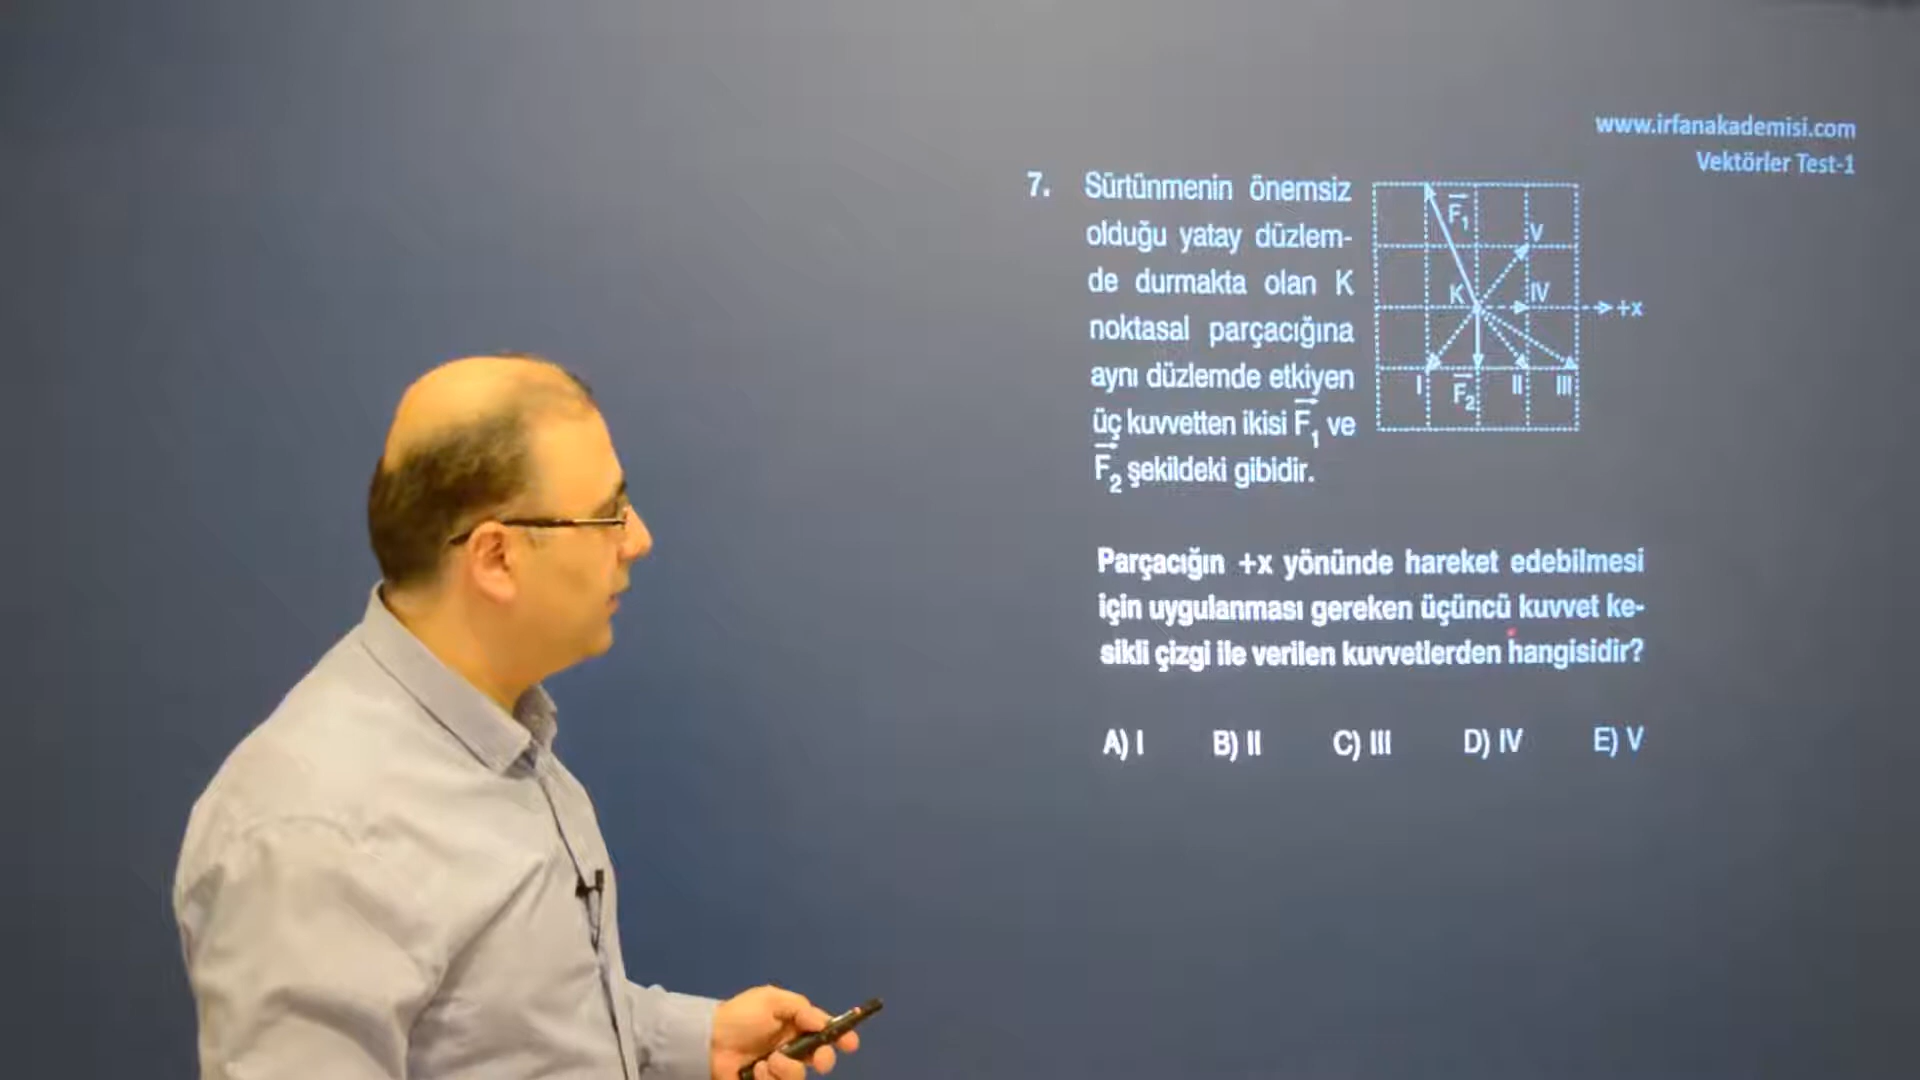 www.irfanakademisi.com
Vektörler Test-1
7. Sürtünmenin önemsiz
olduğu yatay düzlem-
de durmakta olan K
noktasal parçacığına
aynı düzlemde etkiyen
üç kuvvetten ikisi F₁ ve
F₂ şekildeki gibidir.
F₁
V
K
IV
+x
I
F₂
II
III
Parçacığın +x yönünde hareket edebilmesi
için uygulanması gereken üçüncü kuvvet ke-
sikli çizgi ile verilen kuvvetlerden hangisidir?
A) I B) II C) III D) IV E) V